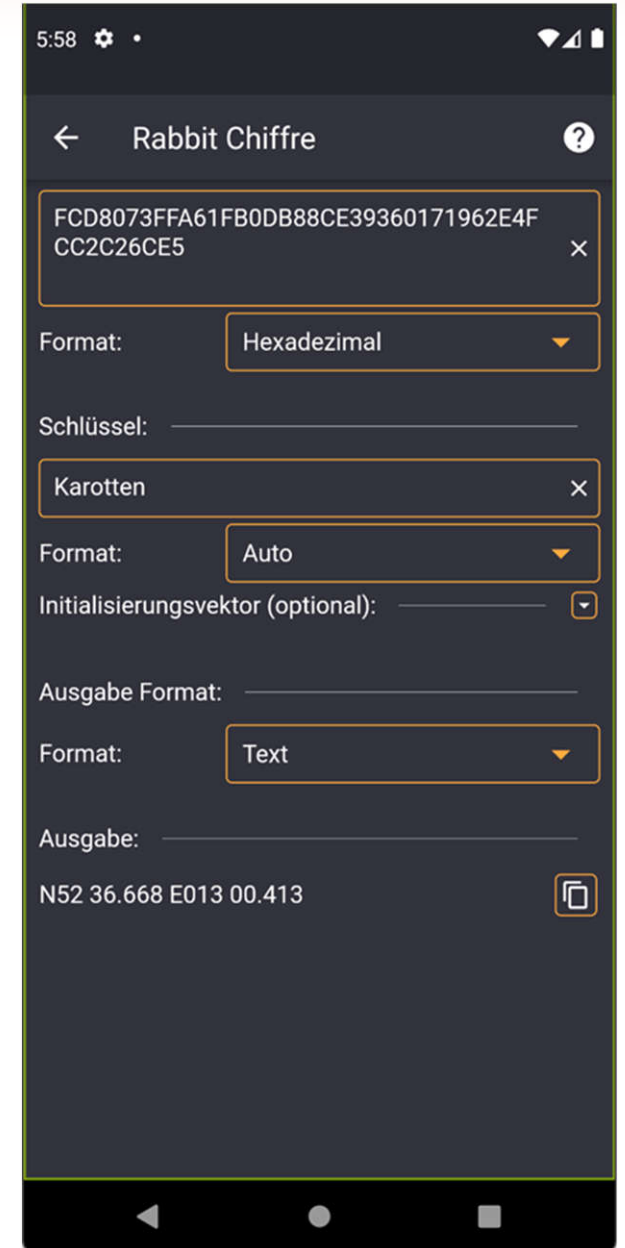 5:58
Rabbit Chiffre
FCD8073FFA61FB0DB88CE39360171962E4F
CC2C26CE5
Format: Hexadezimal
Schlüssel:
Karotten
Format: Auto
Initialisierungsvektor (optional):
Ausgabe Format:
Format: Text
Ausgabe:
N52 36.668 E013 00.413